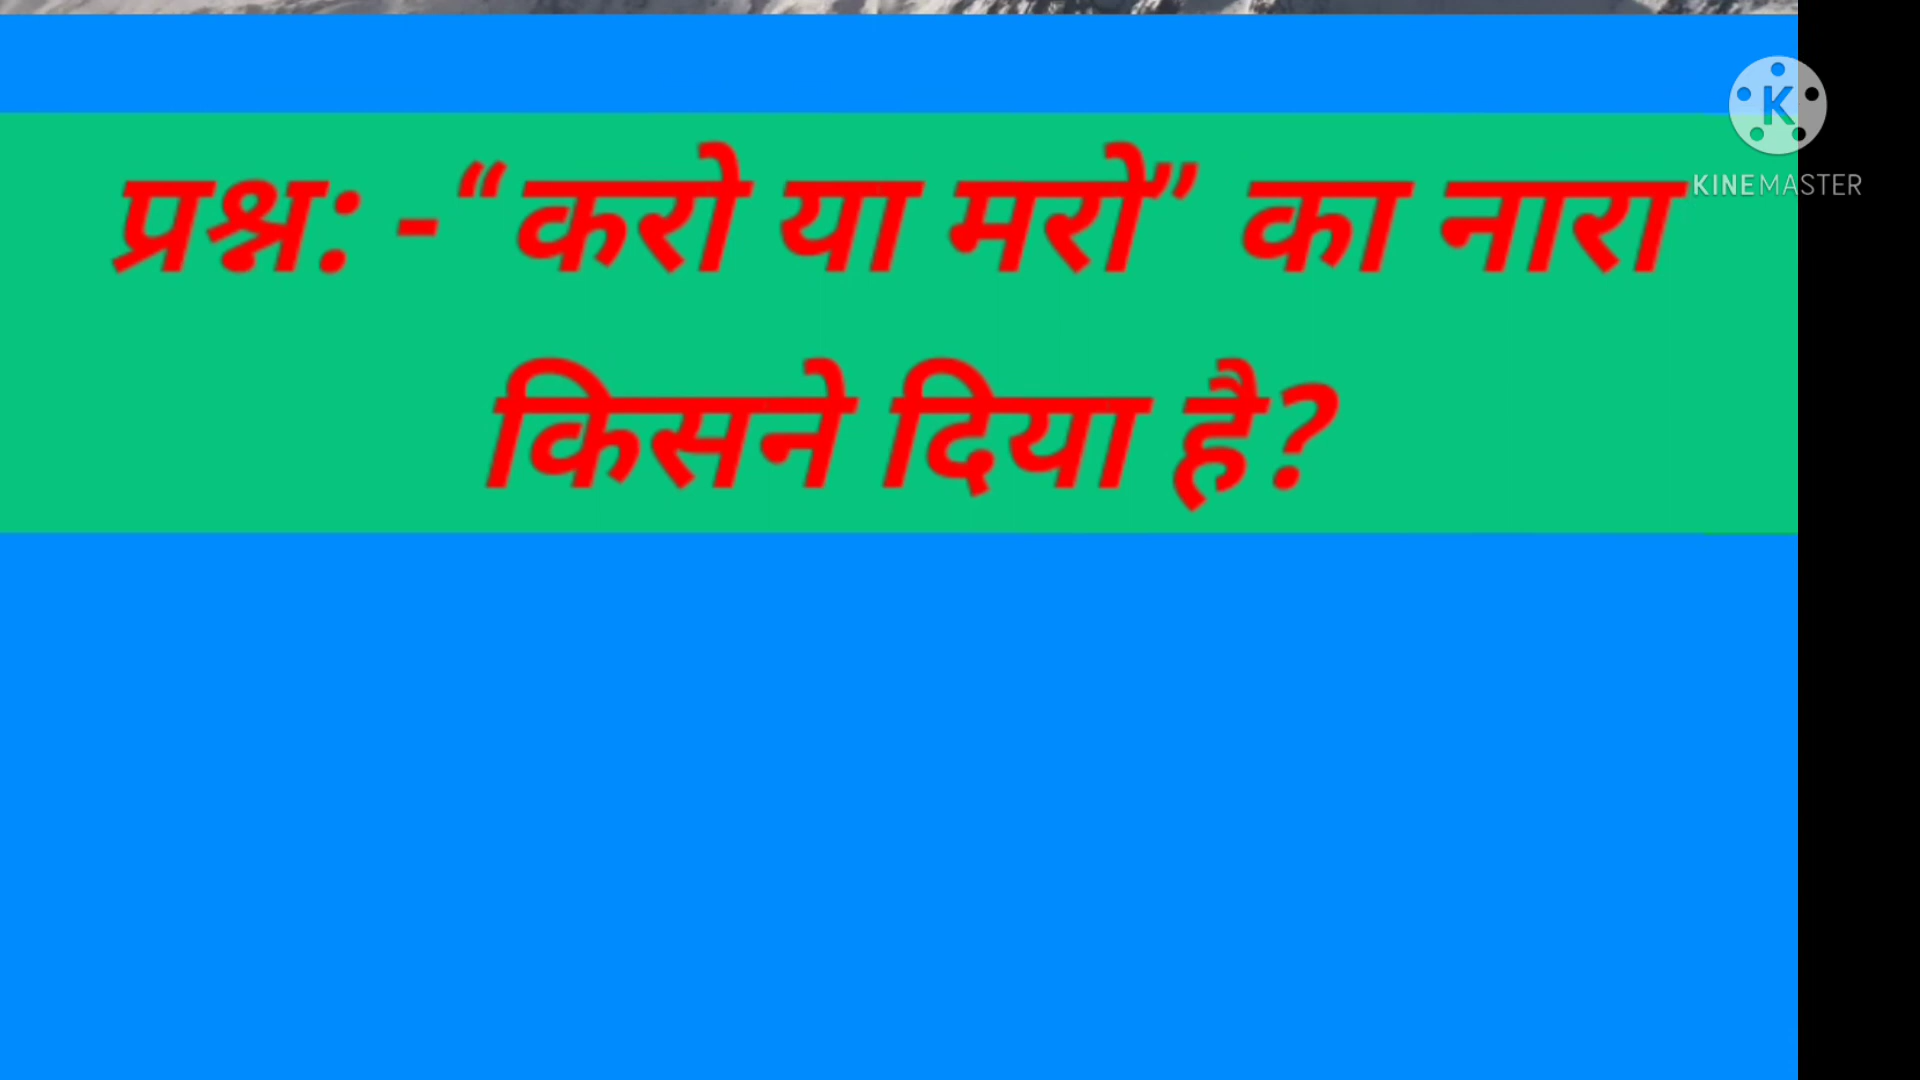 प्रश्न: -“करो या मरो” का नारा
किसने दिया है?
K
KINEMASTER